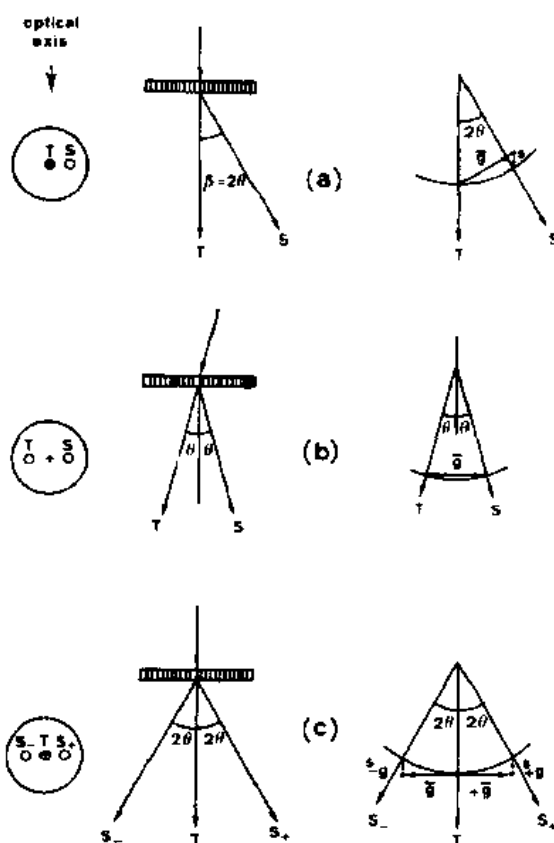 optical
axis
T S
β = 2θ
T
S
(a)
2θ
g̅
s
T
S
T S
+
θ θ
T
S
(b)
θ θ
g̅
T
S
S₋ T S₊
2θ 2θ
S₋
T
S₊
(c)
2θ 2θ
s₋g
s₊g
g̅
+g̅
S₋
T
S₊